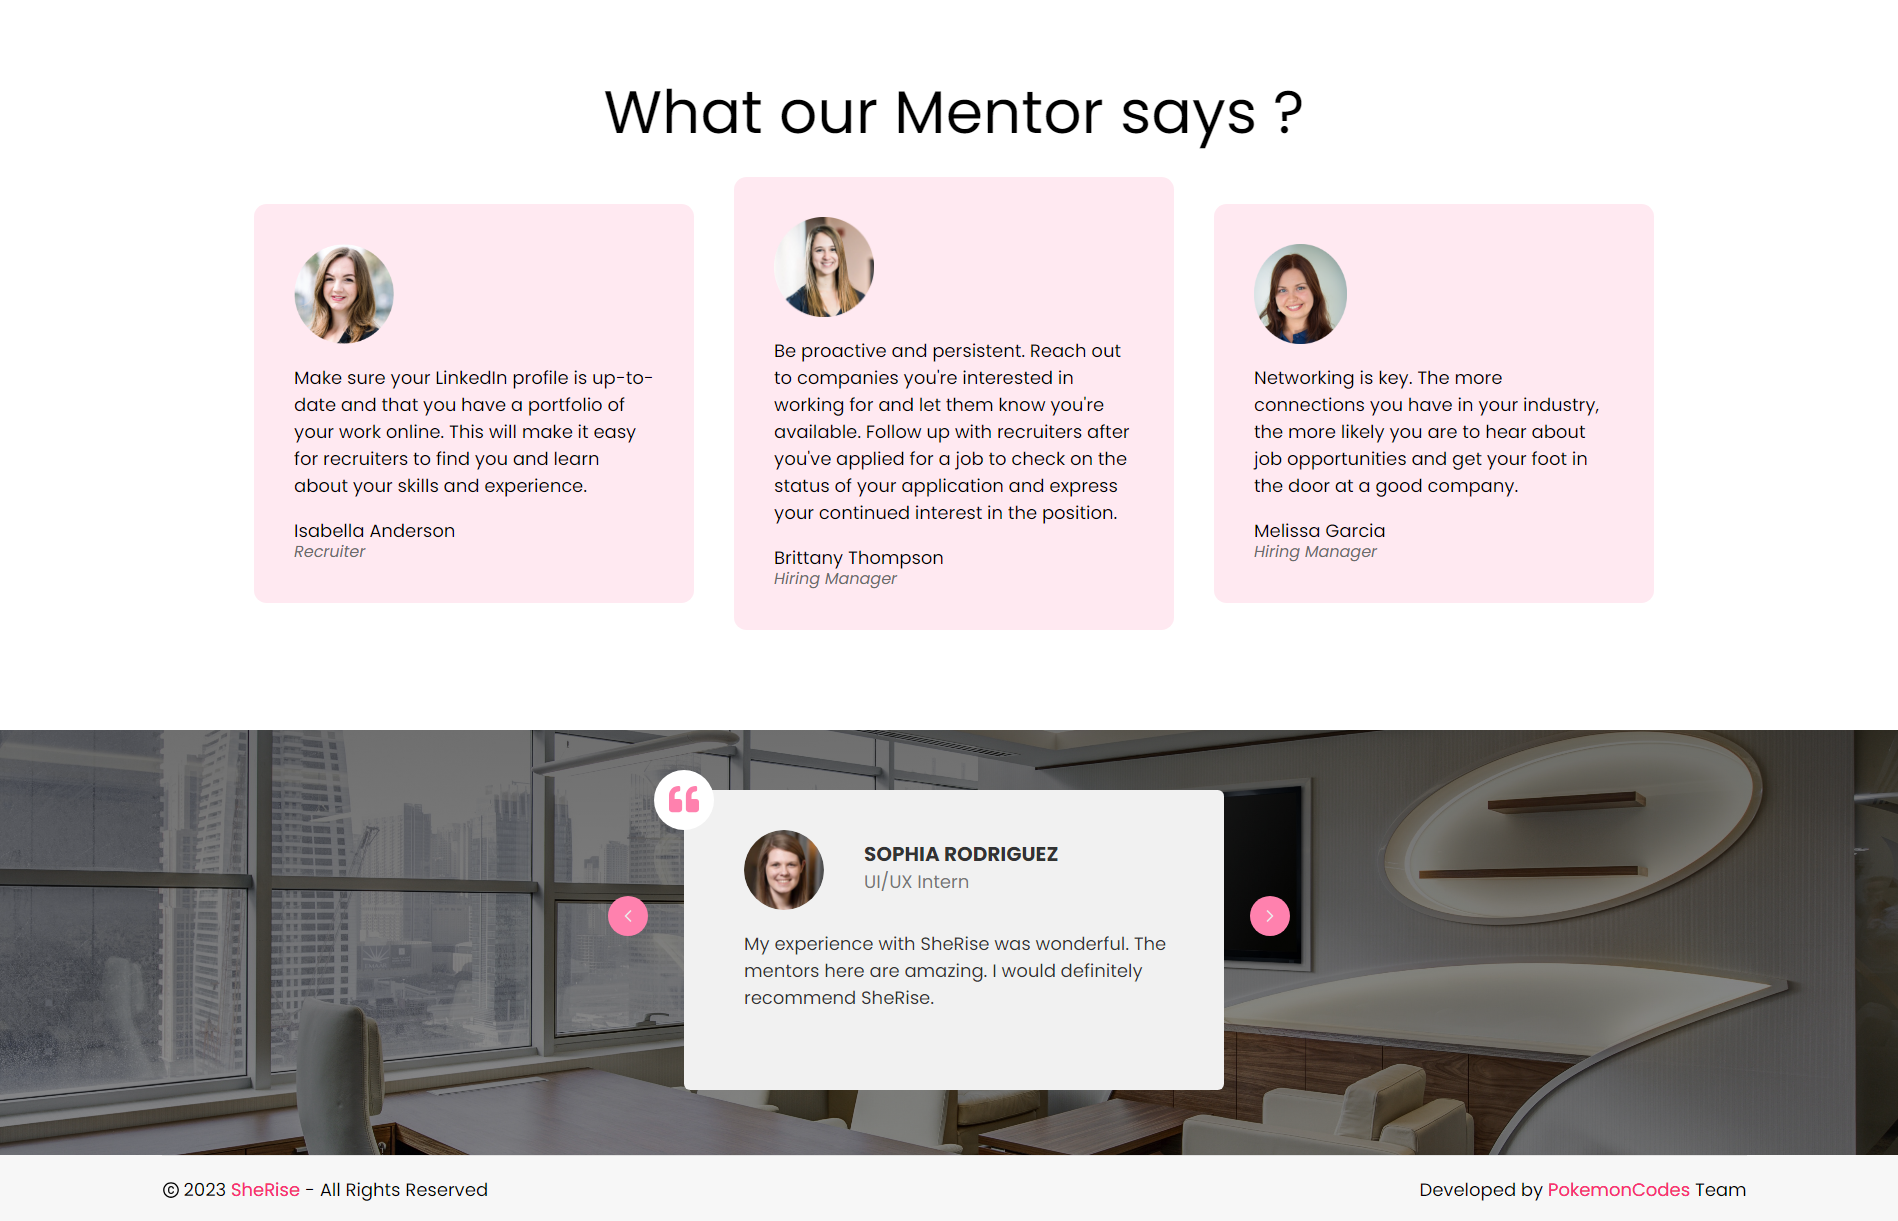 What our Mentor says ?
Make sure your LinkedIn profile is up-to-
date and that you have a portfolio of
your work online. This will make it easy
for recruiters to find you and learn
about your skills and experience.
Isabella Anderson
Recruiter
Be proactive and persistent. Reach out
to companies you're interested in
working for and let them know you're
available. Follow up with recruiters after
you've applied for a job to check on the
status of your application and express
your continued interest in the position.
Brittany Thompson
Hiring Manager
Networking is key. The more
connections you have in your industry,
the more likely you are to hear about
job opportunities and get your foot in
the door at a good company.
Melissa Garcia
Hiring Manager
SOPHIA RODRIGUEZ
UI/UX Intern
My experience with SheRise was wonderful. The
mentors here are amazing. I would definitely
recommend SheRise.
© 2023 SheRise - All Rights Reserved
Developed by PokemonCodes Team